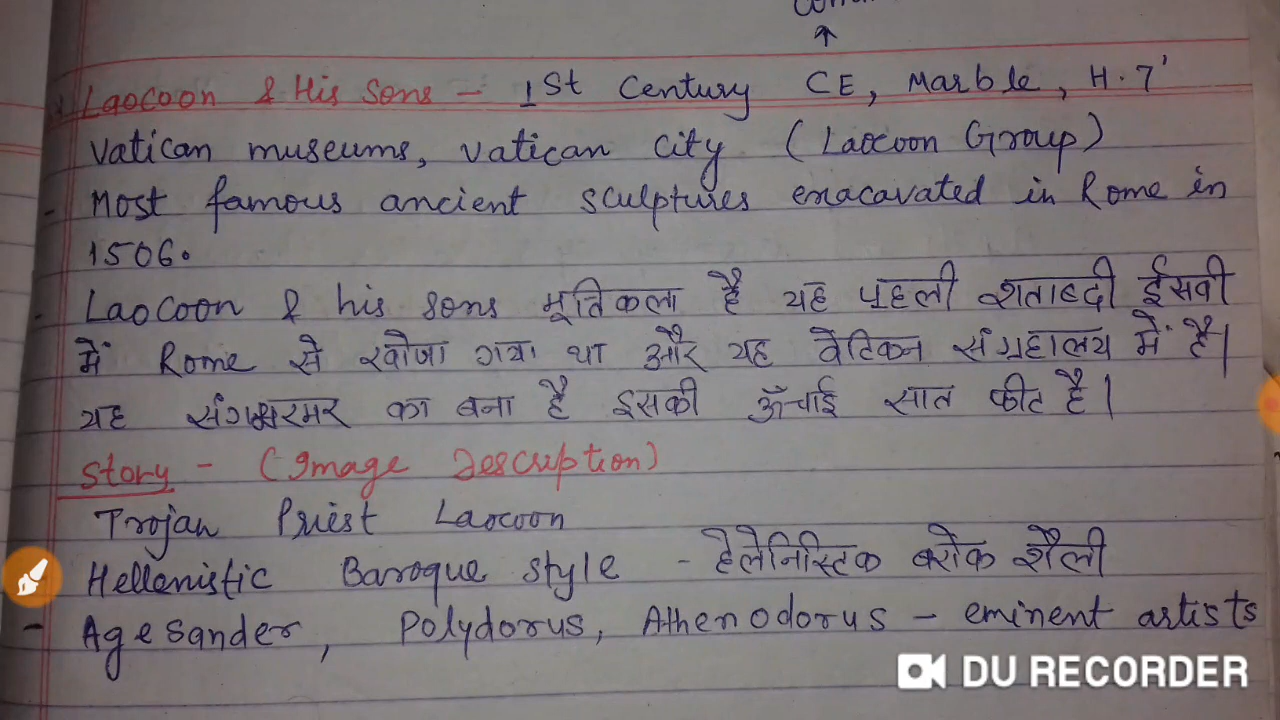 Laocoon & His Sons - 1st Century CE, Marble, H. 7'
Vatican museums, Vatican city (Laocoon Group)
- Most famous ancient sculptures enacavated in Rome in
1506.
- Laocoon & his sons मूर्तिकला है यह पहली शताब्दी ईसवी
में Rome से खोजा गया था और यह वेटिकन संग्रहालय में है।
यह संगमरमर का बना है इसकी ऊँचाई सात फीट है।
Story - (Image Description)
Trojan Priest Laocoon
Hellenistic Baroque style - हेलेनिस्टिक बरोक शैली
- Agesander, Polydorus, Athenodorus - eminent artists
DU RECORDER